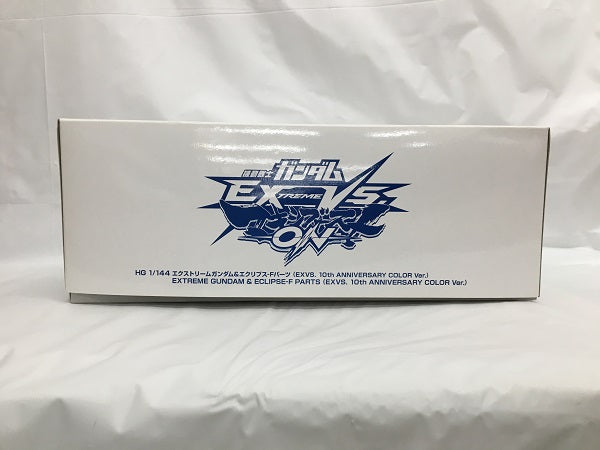 機動戦士 ガンダム
EXTREME VS.
マキシブースト
ON
HG 1/144 エクストリームガンダム&エクリプス-Fパーツ (EXVS. 10th ANNIVERSARY COLOR Ver.)
EXTREME GUNDAM & ECLIPSE-F PARTS (EXVS. 10th ANNIVERSARY COLOR Ver.)